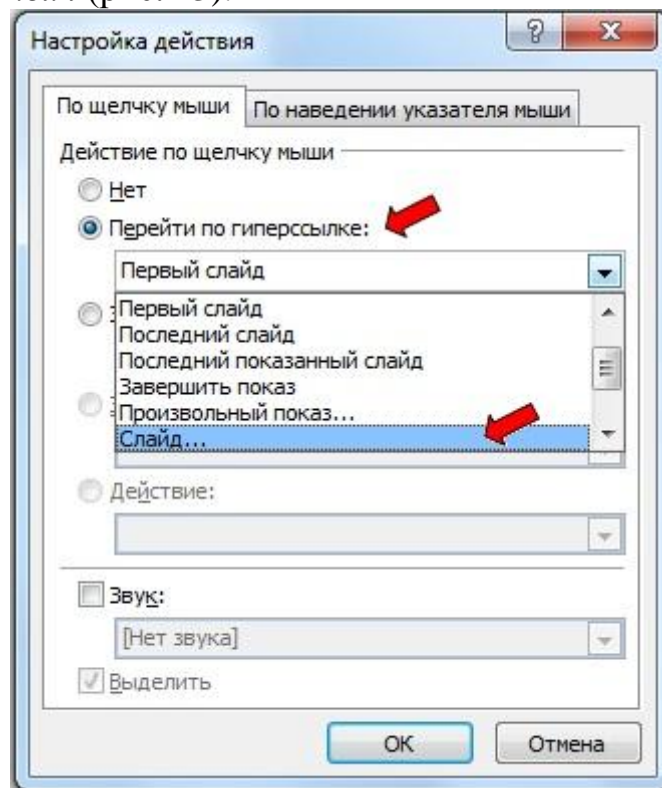 Настройка действия
По щелчку мыши По наведении указателя мыши
Действие по щелчку мыши
Нет
Перейти по гиперссылке:
Первый слайд
Первый слайд
Последний слайд
Последний показанный слайд
Завершить показ
Произвольный показ...
Слайд...
Действие:
Звук:
[Нет звука]
Выделить
ОК Отмена